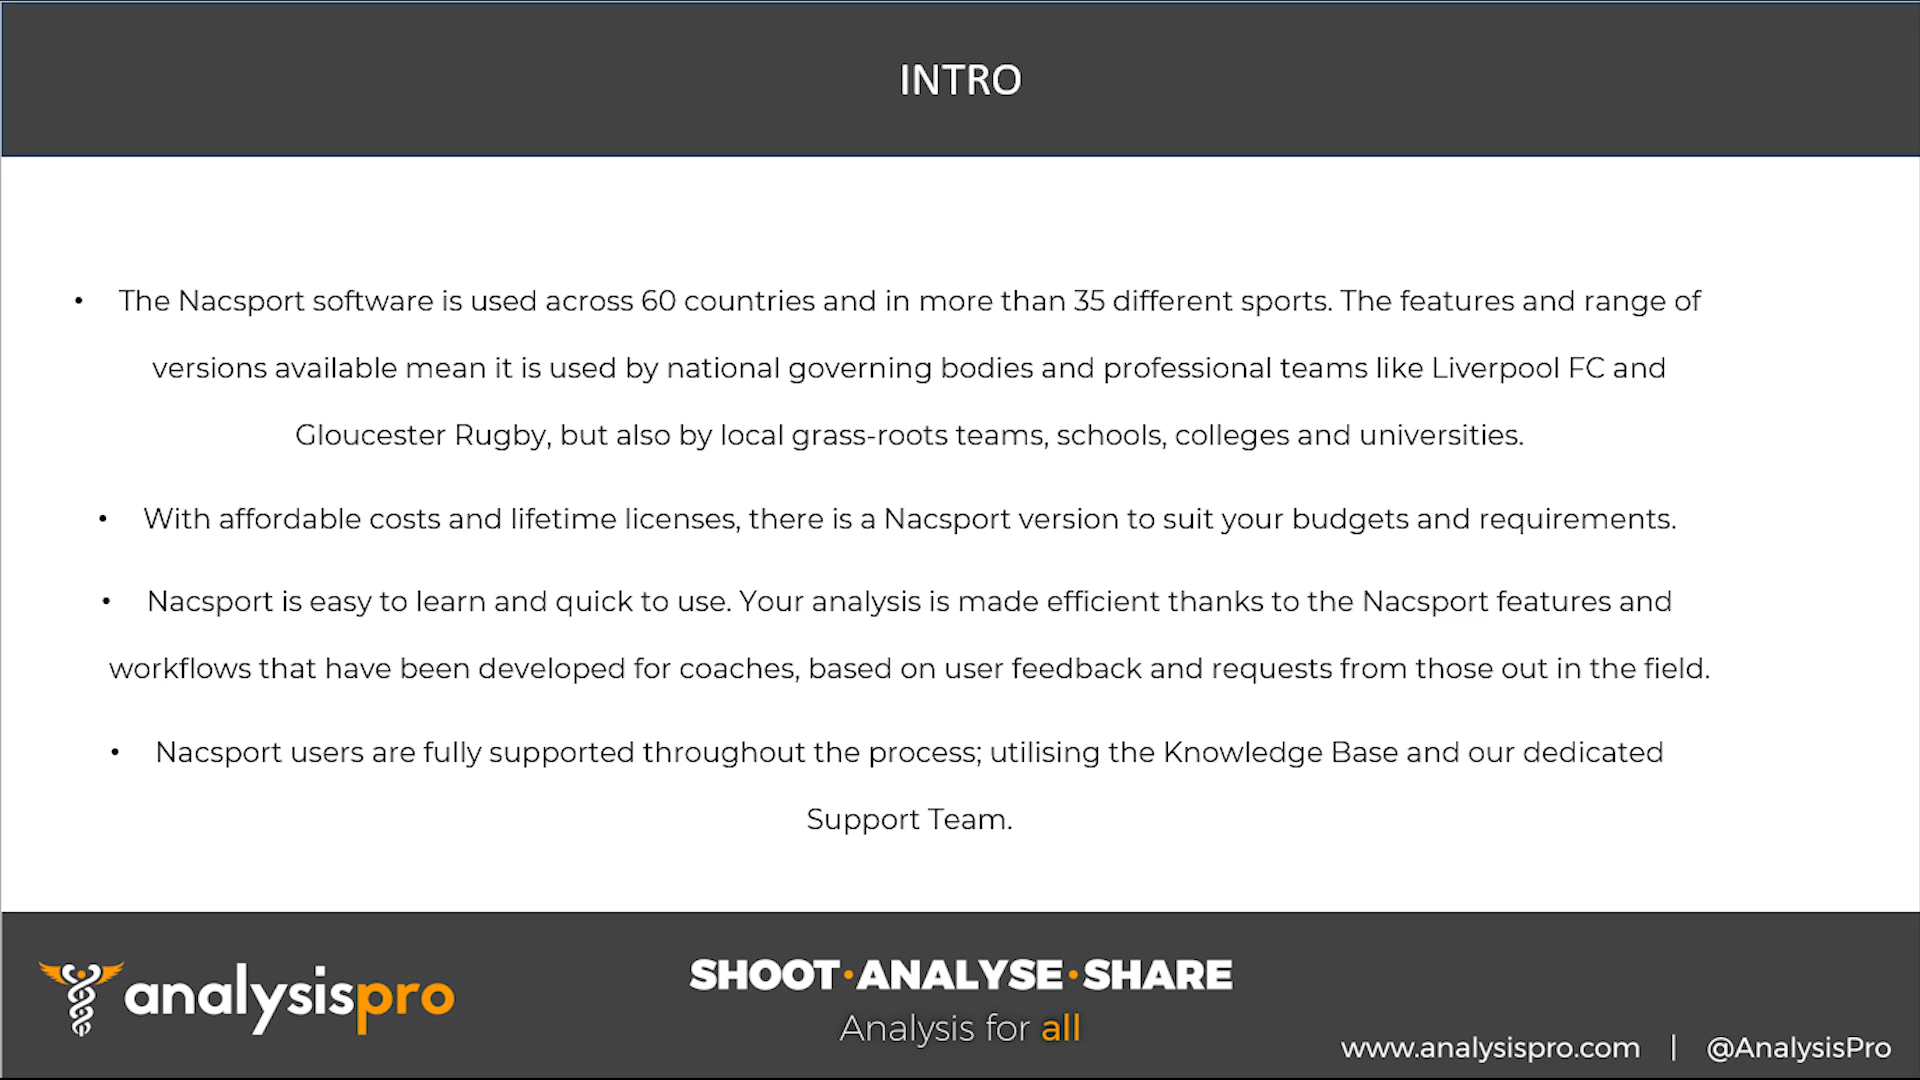 INTRO
• The Nacsport software is used across 60 countries and in more than 35 different sports. The features and range of
versions available mean it is used by national governing bodies and professional teams like Liverpool FC and
Gloucester Rugby, but also by local grass-roots teams, schools, colleges and universities.
• With affordable costs and lifetime licenses, there is a Nacsport version to suit your budgets and requirements.
• Nacsport is easy to learn and quick to use. Your analysis is made efficient thanks to the Nacsport features and
workflows that have been developed for coaches, based on user feedback and requests from those out in the field.
• Nacsport users are fully supported throughout the process; utilising the Knowledge Base and our dedicated
Support Team.
analysispro
SHOOT·ANALYSE·SHARE
Analysis for all
www.analysispro.com | @AnalysisPro